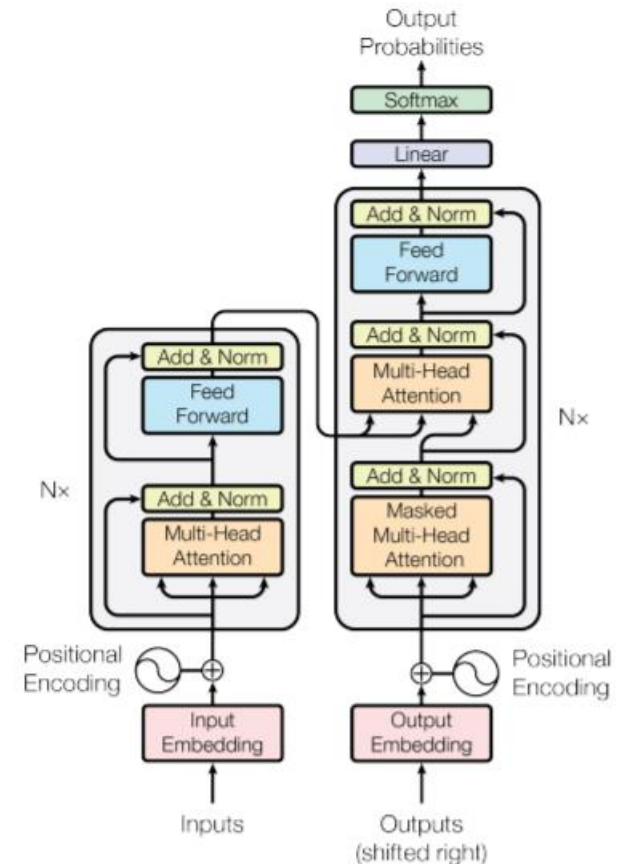 Output
Probabilities
Softmax
Linear
Add & Norm
Feed
Forward
Add & Norm
Multi-Head
Attention
Add & Norm
Masked
Multi-Head
Attention
Nx
Add & Norm
Feed
Forward
Add & Norm
Multi-Head
Attention
Nx
Positional
Encoding
Positional
Encoding
Input
Embedding
Output
Embedding
Inputs
Outputs
(shifted right)